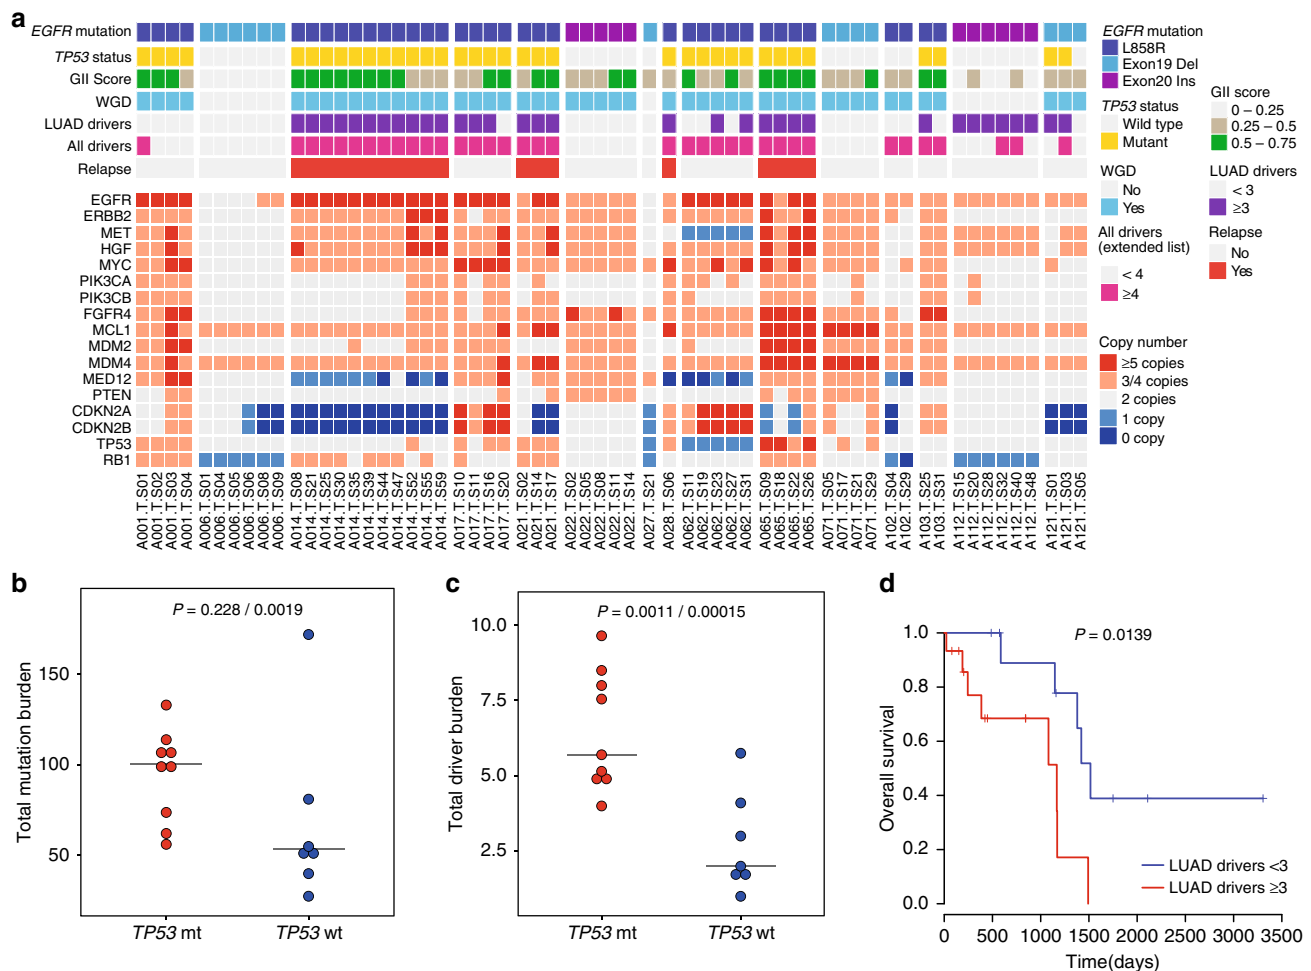 a
EGFR mutation
TP53 status
GII Score
WGD
LUAD drivers
All drivers
Relapse
EGFR
ERBB2
MET
HGF
MYC
PIK3CA
PIK3CB
FGFR4
MCL1
MDM2
MDM4
MED12
PTEN
CDKN2A
CDKN2B
TP53
RB1
A001.T.S01
A001.T.S02
A001.T.S03
A001.T.S04
A006.T.S01
A006.T.S04
A006.T.S05
A006.T.S06
A006.T.S08
A006.T.S09
A014.T.S08
A014.T.S21
A014.T.S25
A014.T.S30
A014.T.S35
A014.T.S39
A014.T.S44
A014.T.S47
A014.T.S52
A014.T.S55
A014.T.S59
A017.T.S10
A017.T.S11
A017.T.S16
A017.T.S20
A021.T.S02
A021.T.S14
A021.T.S17
A022.T.S02
A022.T.S05
A022.T.S08
A022.T.S11
A022.T.S14
A027.T.S21
A028.T.S06
A062.T.S11
A062.T.S19
A062.T.S23
A062.T.S27
A062.T.S31
A065.T.S09
A065.T.S18
A065.T.S22
A065.T.S26
A071.T.S05
A071.T.S17
A071.T.S21
A071.T.S29
A102.T.S04
A102.T.S29
A103.T.S25
A103.T.S31
A112.T.S15
A112.T.S20
A112.T.S28
A112.T.S32
A112.T.S40
A112.T.S48
A121.T.S01
A121.T.S03
A121.T.S05
EGFR mutation
L858R
Exon19 Del
Exon20 Ins
TP53 status
Wild type
Mutant
WGD
No
Yes
All drivers
(extended list)
< 4
≥4
GII score
0 – 0.25
0.25 – 0.5
0.5 – 0.75
LUAD drivers
< 3
≥3
Relapse
No
Yes
Copy number
≥5 copies
3/4 copies
2 copies
1 copy
0 copy
b
P = 0.228 / 0.0019
Total mutation burden
150
100
50
TP53 mt
TP53 wt
c
P = 0.0011 / 0.00015
Total driver burden
10.0
7.5
5.0
2.5
TP53 mt
TP53 wt
d
P = 0.0139
Overall survival
1.0
0.8
0.6
0.4
0.2
0.0
LUAD drivers <3
LUAD drivers ≥3
0 500 1000 1500 2000 2500 3000 3500
Time(days)